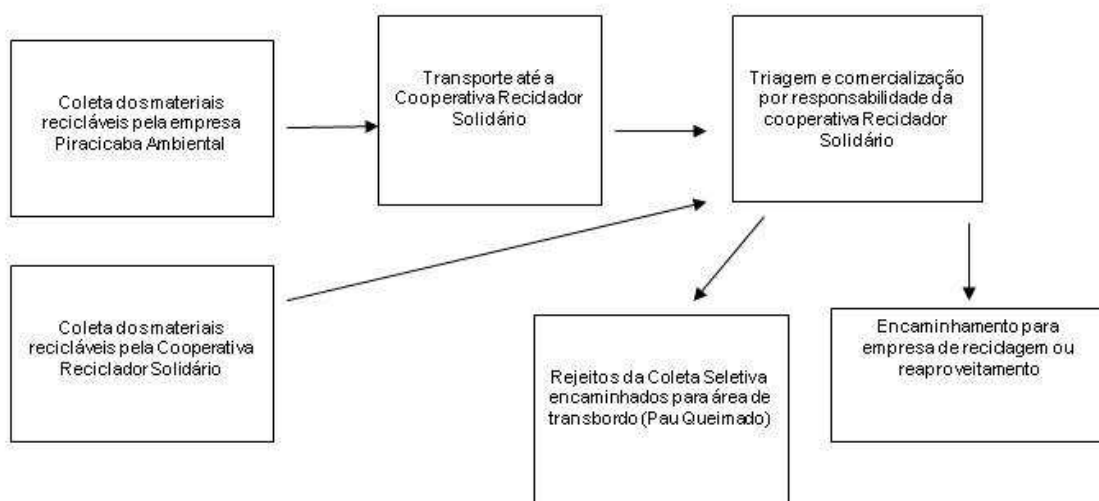 Coleta dos materiais
recicláveis pela empresa
Piracicaba Ambiental
Transporte até a
Cooperativa Reciclador
Solidário
Triagem e comercialização
por responsabilidade da
cooperativa Reciclador
Solidário
Coleta dos materiais
recicláveis pela Cooperativa
Reciclador Solidário
Rejeitos da Coleta Seletiva
encaminhados para área de
transbordo (Pau Queimado)
Encaminhamento para
empresa de reciclagem ou
reaproveitamento